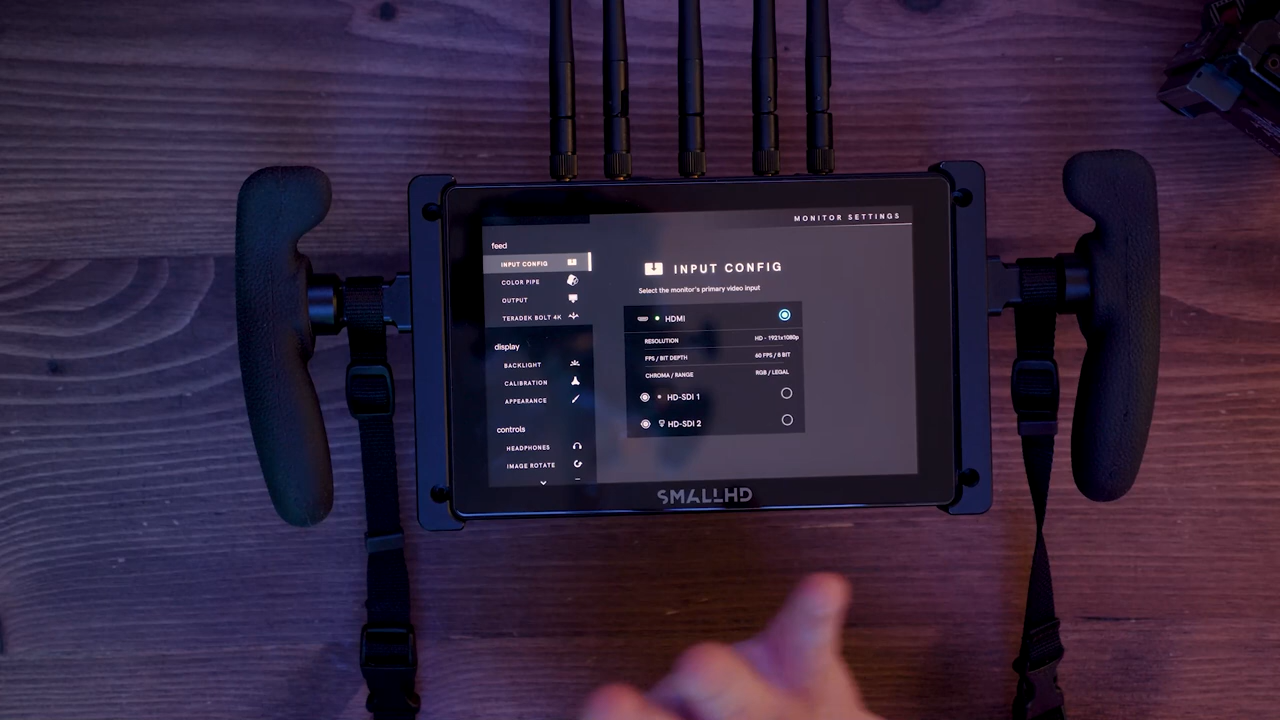 MONITOR SETTINGS
feed
INPUT CONFIG
COLOR PIPE
OUTPUT
TERADEK BOLT 4K
display
BACKLIGHT
CALIBRATION
APPEARANCE
controls
HEADPHONES
IMAGE ROTATE
INPUT CONFIG
Select the monitor's primary video input
HDMI
RESOLUTION HD - 1921x1080p
FPS / BIT DEPTH 60 FPS / 8 BIT
CHROMA / RANGE RGB / LEGAL
HD-SDI 1
HD-SDI 2
SMALLHD